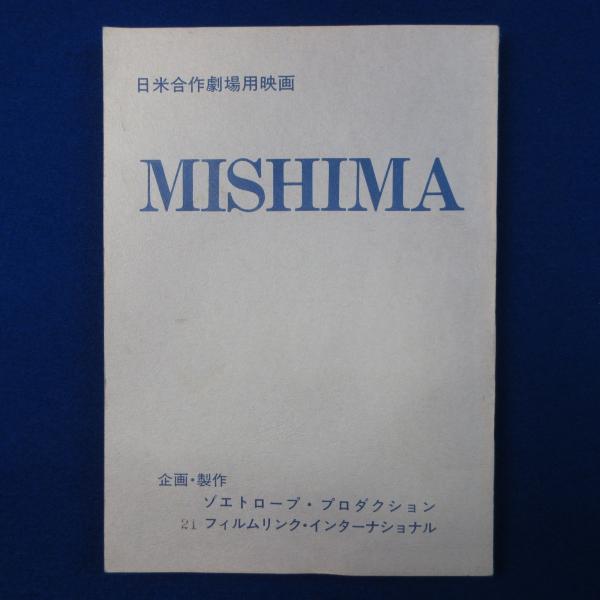 日米合作劇場用映画
MISHIMA
企画・製作
ゾエトロープ・プロダクション
21 フィルムリンク・インターナショナル